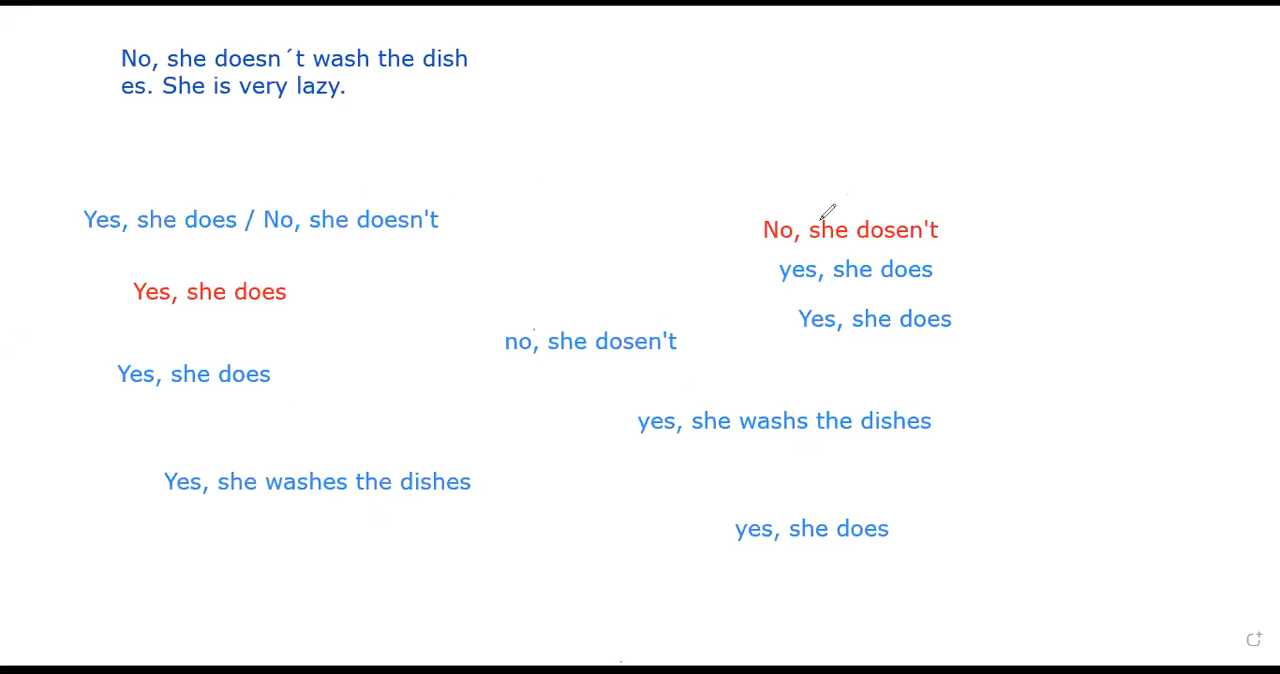 No, she doesn´t wash the dish
es. She is very lazy.
Yes, she does / No, she doesn't
No, she dosen't
yes, she does
Yes, she does
Yes, she does
no, she dosen't
Yes, she does
yes, she washs the dishes
Yes, she washes the dishes
yes, she does